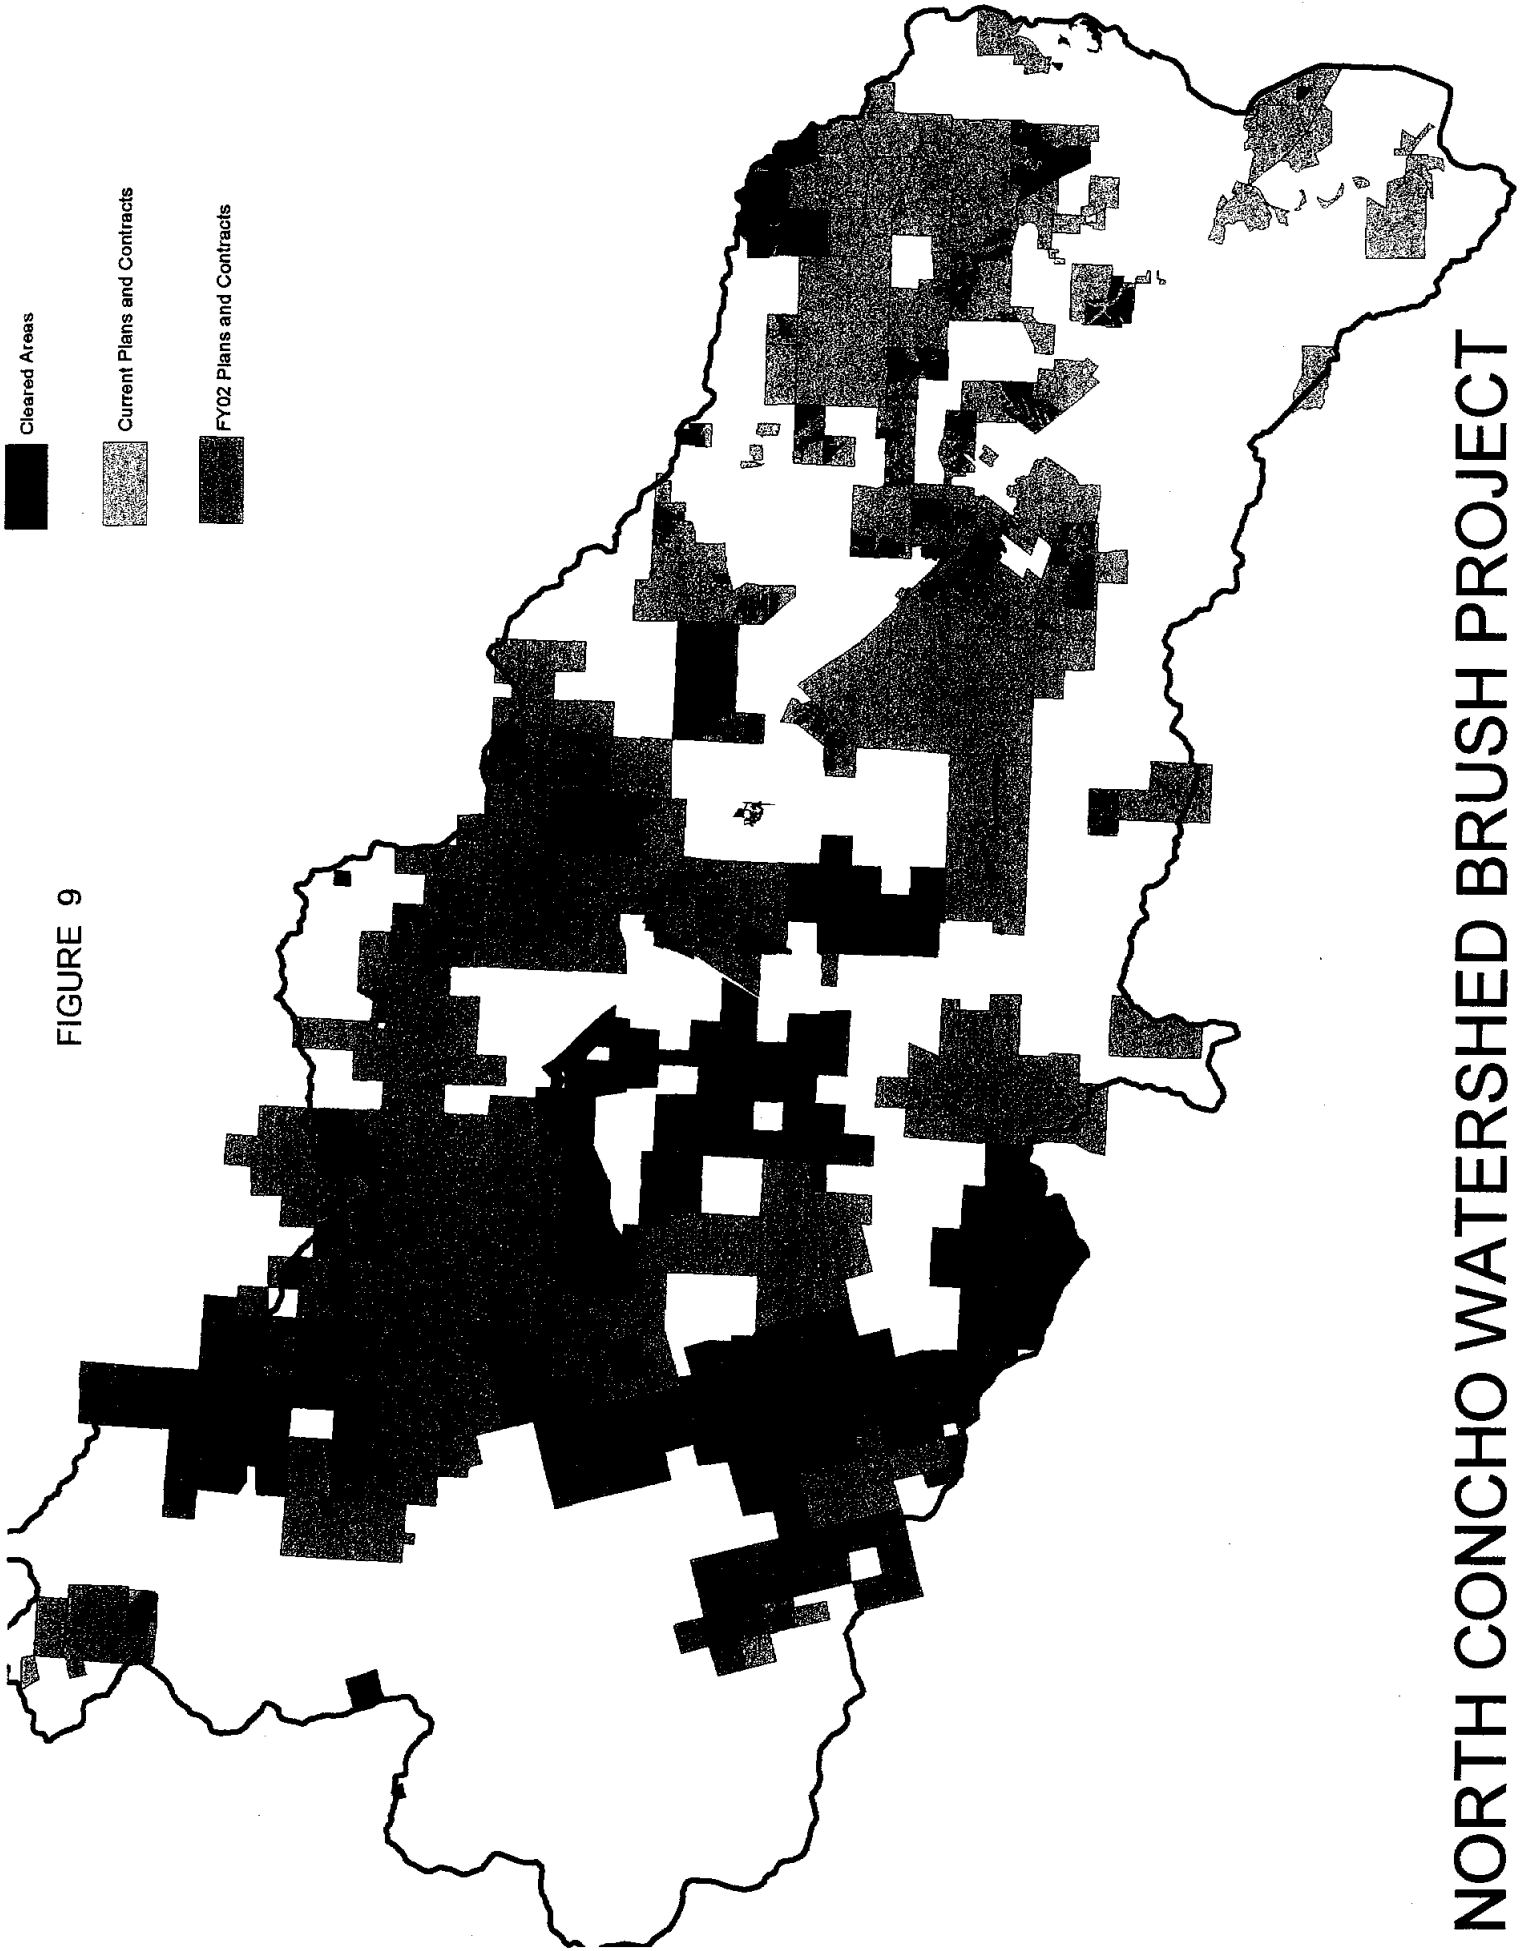 FIGURE 9
Cleared Areas
Current Plans and Contracts
FY02 Plans and Contracts
NORTH CONCHO WATERSHED BRUSH PROJECT